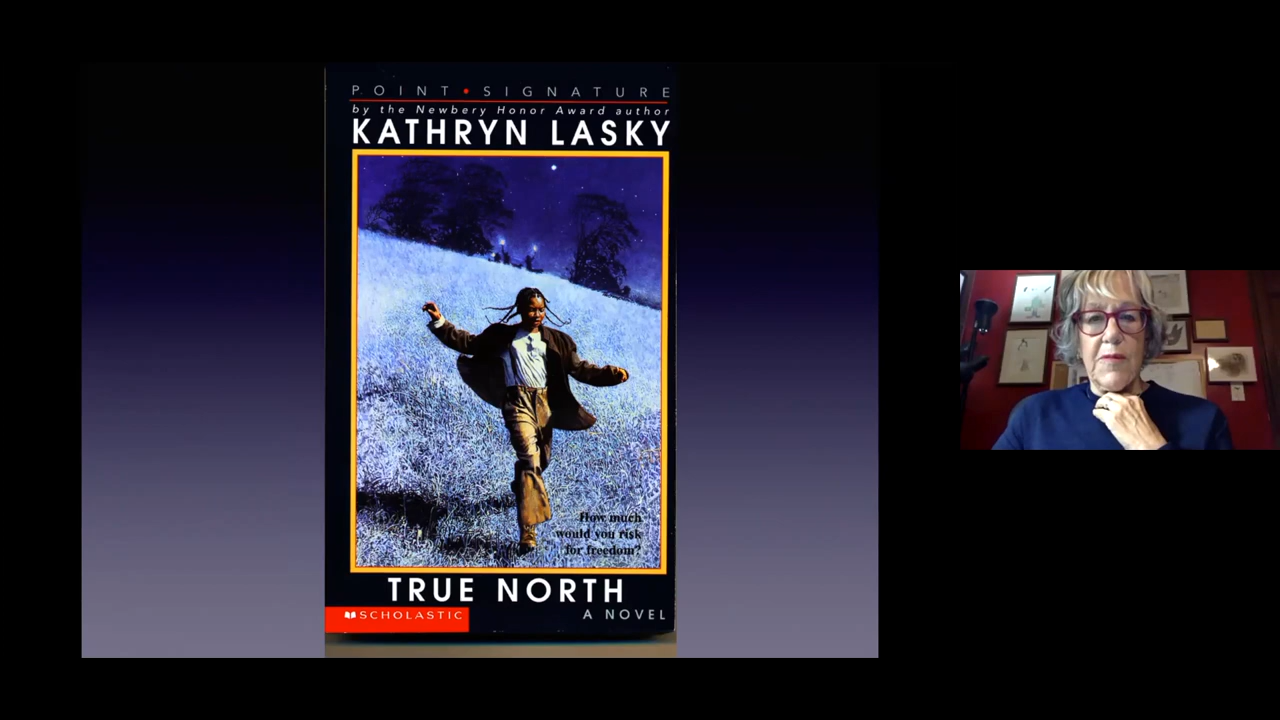 POINT • SIGNATURE
by the Newbery Honor Award author
KATHRYN LASKY
How much
would you risk
for freedom?
TRUE NORTH
SCHOLASTIC
A NOVEL